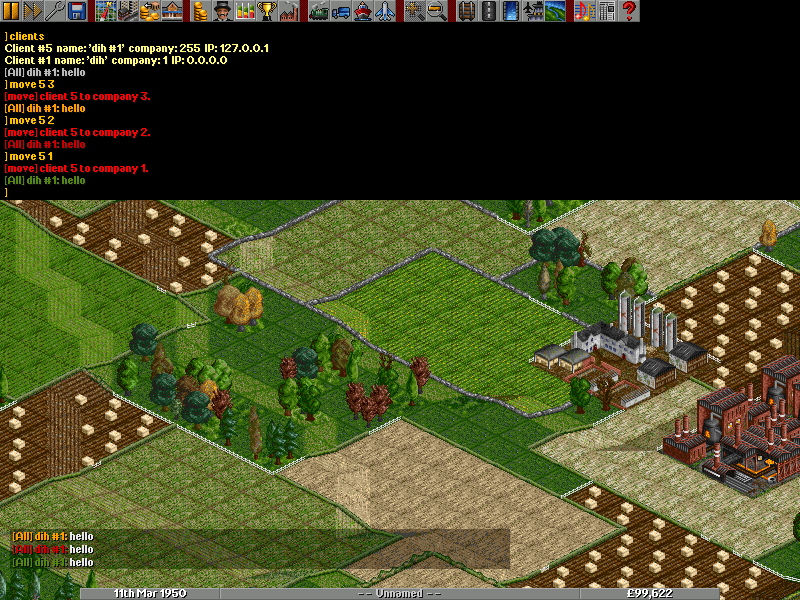 ]clients
Client #5 name: 'dih #1' company: 255 IP: 127.0.0.1
Client #1 name: 'dih' company: 1 IP: 0.0.0.0
[All] dih #1: hello
]move 5 3
[move] client 5 to company 3.
[All] dih #1: hello
]move 5 2
[move] client 5 to company 2.
[All] dih #1: hello
]move 5 1
[move] client 5 to company 1.
[All] dih #1: hello
]
[All] dih #1: hello
[All] dih #1: hello
[All] dih #1: hello
11th Mar 1950
-- Unnamed --
£99,622